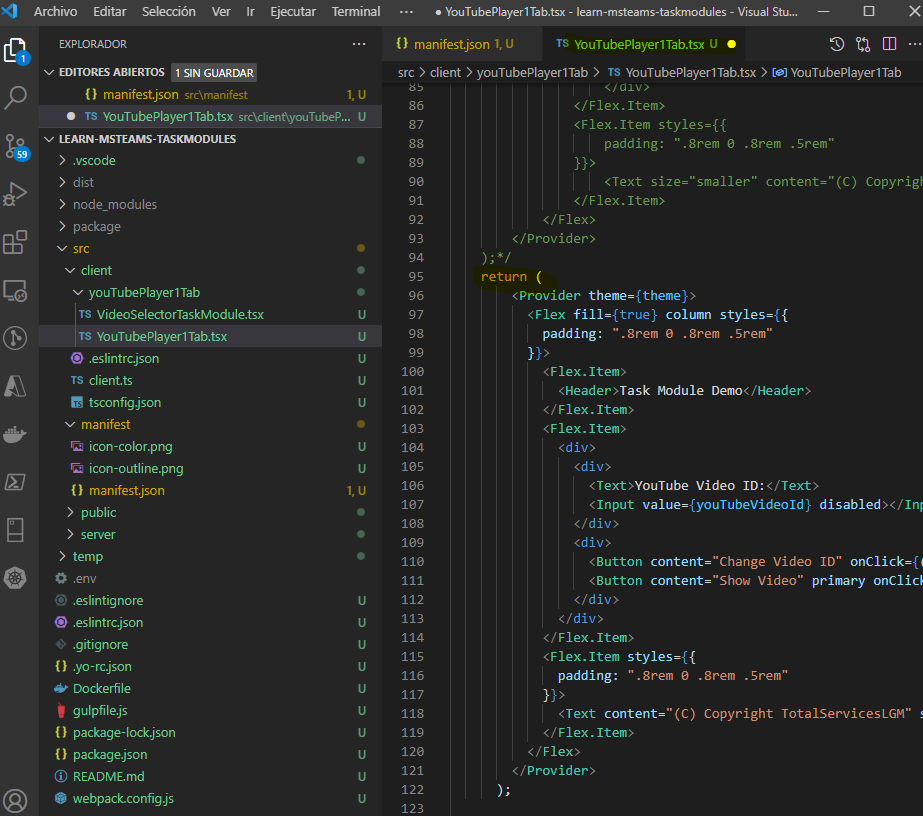 Archivo Editar Selección Ver Ir Ejecutar Terminal ··· ● YouTubePlayer1Tab.tsx - learn-msteams-taskmodules - Visual Stu...
EXPLORADOR ···
EDITORES ABIERTOS 1 SIN GUARDAR
{} manifest.json src\manifest 1, U
● TS YouTubePlayer1Tab.tsx src\client\youTubeP... U
LEARN-MSTEAMS-TASKMODULES
.vscode
dist
node_modules
package
src
client
youTubePlayer1Tab
TS VideoSelectorTaskModule.tsx U
TS YouTubePlayer1Tab.tsx U
.eslintrc.json U
TS client.ts U
tsconfig.json U
manifest
icon-color.png U
icon-outline.png U
{} manifest.json 1, U
public
server
temp
.env
.eslintignore U
.eslintrc.json U
.gitignore U
{} .yo-rc.json U
Dockerfile U
gulpfile.js U
{} package-lock.json U
{} package.json U
README.md U
webpack.config.js U
1
59
{} manifest.json 1, U TS YouTubePlayer1Tab.tsx U ●
src > client > youTubePlayer1Tab > TS YouTubePlayer1Tab.tsx > YouTubePlayer1Tab
85 </div>
86 </Flex.Item>
87 <Flex.Item styles={{
88 padding: ".8rem 0 .8rem .5rem"
89 }}>
90 <Text size="smaller" content="(C) Copyrigh
91 </Flex.Item>
92 </Flex>
93 </Provider>
94 );*/
95 return (
96 <Provider theme={theme}>
97 <Flex fill={true} column styles={{
98 padding: ".8rem 0 .8rem .5rem"
99 }}>
100 <Flex.Item>
101 <Header>Task Module Demo</Header>
102 </Flex.Item>
103 <Flex.Item>
104 <div>
105 <div>
106 <Text>YouTube Video ID:</Text>
107 <Input value={youTubeVideoId} disabled></Inp
108 </div>
109 <div>
110 <Button content="Change Video ID" onClick={(
111 <Button content="Show Video" primary onClick
112 </div>
113 </div>
114 </Flex.Item>
115 <Flex.Item styles={{
116 padding: ".8rem 0 .8rem .5rem"
117 }}>
118 <Text content="(C) Copyright TotalServicesLGM" s
119 </Flex.Item>
120 </Flex>
121 </Provider>
122 );
123